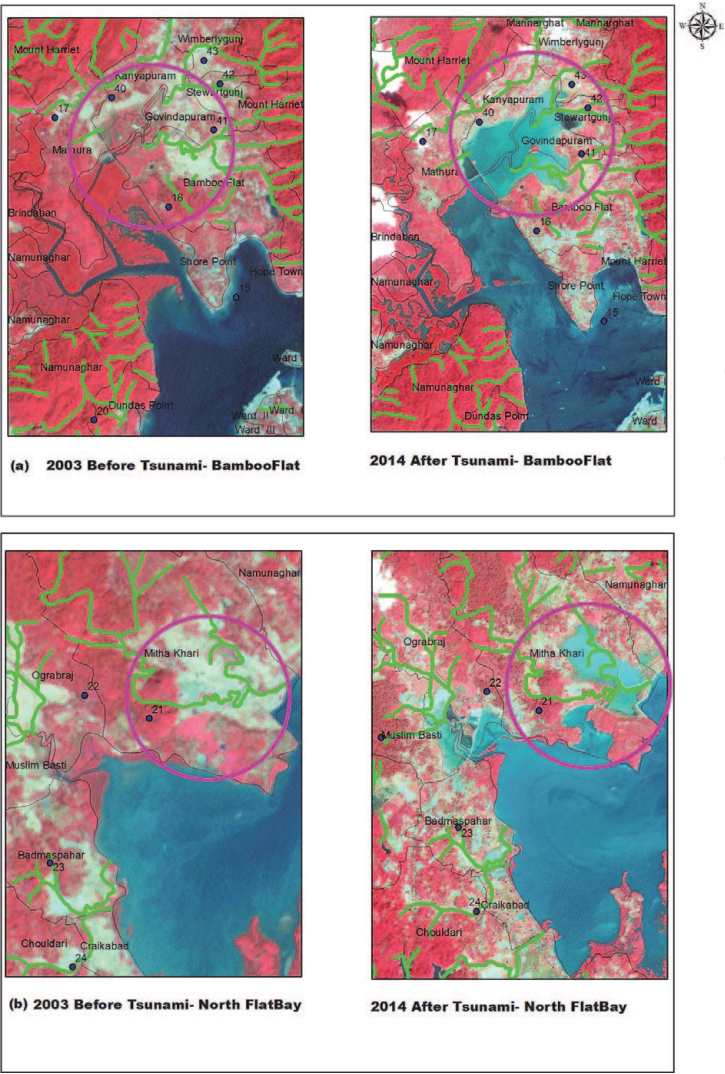 N
W E
S
Wimberlygunj
43
Mount Harriet
Kanyapuram
42
40
Stewartgunj
17
Govindapuram
Mount Harriet
41
Mathura
Bamboo Flat
16
Brindaban
Namunaghar
Shore Point
Hope Town
15
Namunaghar
Namunaghar
Ward I
Dundas Point
20
Ward II Ward
Ward III
Mannarghat Mannarghat
Wimberlygunj
Mount Harriet
43
Kanyapuram
42
40
Stewartgunj
17
Govindapuram
41
Mathura
Bamboo Flat
16
Brindaban
Mount Harriet
Namunaghar
Shore Point
Hope Town
15
Namunaghar
Ward I
Namunaghar
Dundas Point
Ward II
(a) 2003 Before Tsunami- BambooFlat
2014 After Tsunami- BambooFlat
Namunaghar
Mitha Khari
Ograbraj
22
21
Muslim Basti
Badmaspahar
23
Chouldari Craikabad
24
Namunaghar
Ograbraj
Mitha Khari
22
21
Muslim Basti
Badmaspahar
23
24
Craikabad
Chouldari
(b) 2003 Before Tsunami- North FlatBay
2014 After Tsunami- North FlatBay